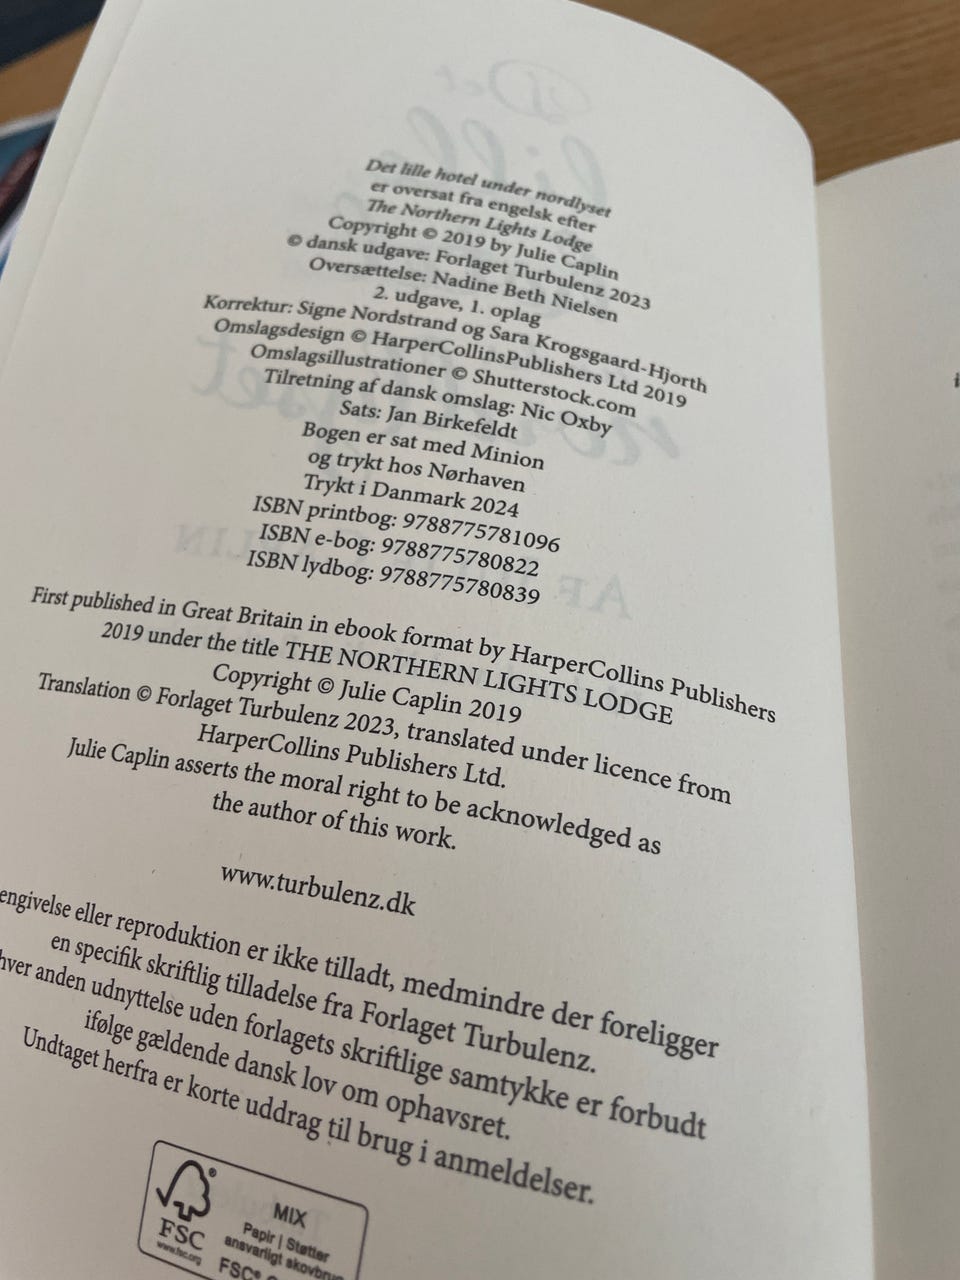 Det lille hotel under nordlyset
er oversat fra engelsk efter
The Northern Lights Lodge
Copyright © 2019 by Julie Caplin
© dansk udgave: Forlaget Turbulenz 2023
Oversættelse: Nadine Beth Nielsen
2. udgave, 1. oplag
Korrektur: Signe Nordstrand og Sara Krogsgaard-Hjorth
Omslagsdesign © HarperCollinsPublishers Ltd 2019
Omslagsillustrationer © Shutterstock.com
Tilretning af dansk omslag: Nic Oxby
Sats: Jan Birkefeldt
Bogen er sat med Minion
og trykt hos Nørhaven
Trykt i Danmark 2024
ISBN printbog: 9788775781096
ISBN e-bog: 9788775780822
ISBN lydbog: 9788775780839
First published in Great Britain in ebook format by HarperCollins Publishers
2019 under the title THE NORTHERN LIGHTS LODGE
Copyright © Julie Caplin 2019
Translation © Forlaget Turbulenz 2023, translated under licence from
HarperCollins Publishers Ltd.
Julie Caplin asserts the moral right to be acknowledged as
the author of this work.
www.turbulenz.dk
engivelse eller reproduktion er ikke tilladt, medmindre der foreligger
en specifik skriftlig tilladelse fra Forlaget Turbulenz.
hver anden udnyttelse uden forlagets skriftlige samtykke er forbudt
ifølge gældende dansk lov om ophavsret.
Undtaget herfra er korte uddrag til brug i anmeldelser.
FSC
www.fsc.org
MIX
Papir | Støtter
ansvarligt skovbrug
FSC®